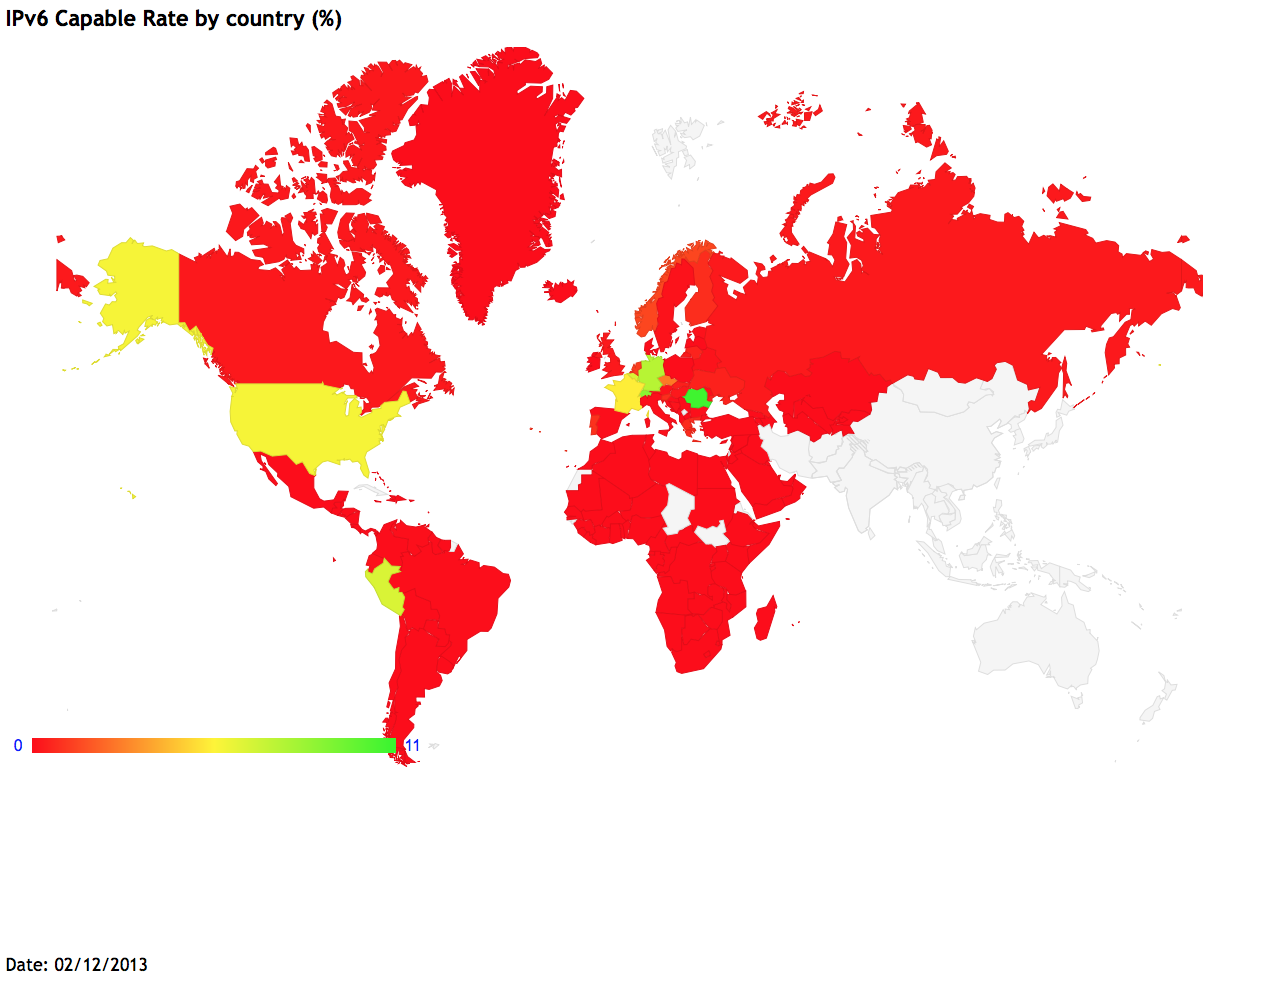 IPv6 Capable Rate by country (%)
0 11
Date: 02/12/2013